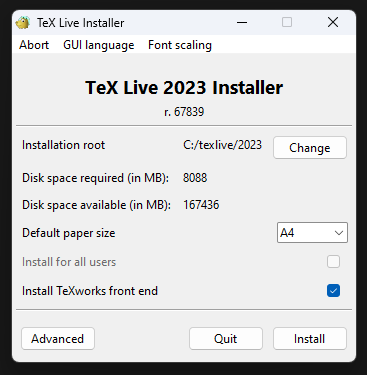 TeX Live Installer
Abort GUI language Font scaling
TeX Live 2023 Installer
r. 67839
Installation root C:/texlive/2023 Change
Disk space required (in MB): 8088
Disk space available (in MB): 167436
Default paper size A4
Install for all users
Install TeXworks front end
Advanced Quit Install